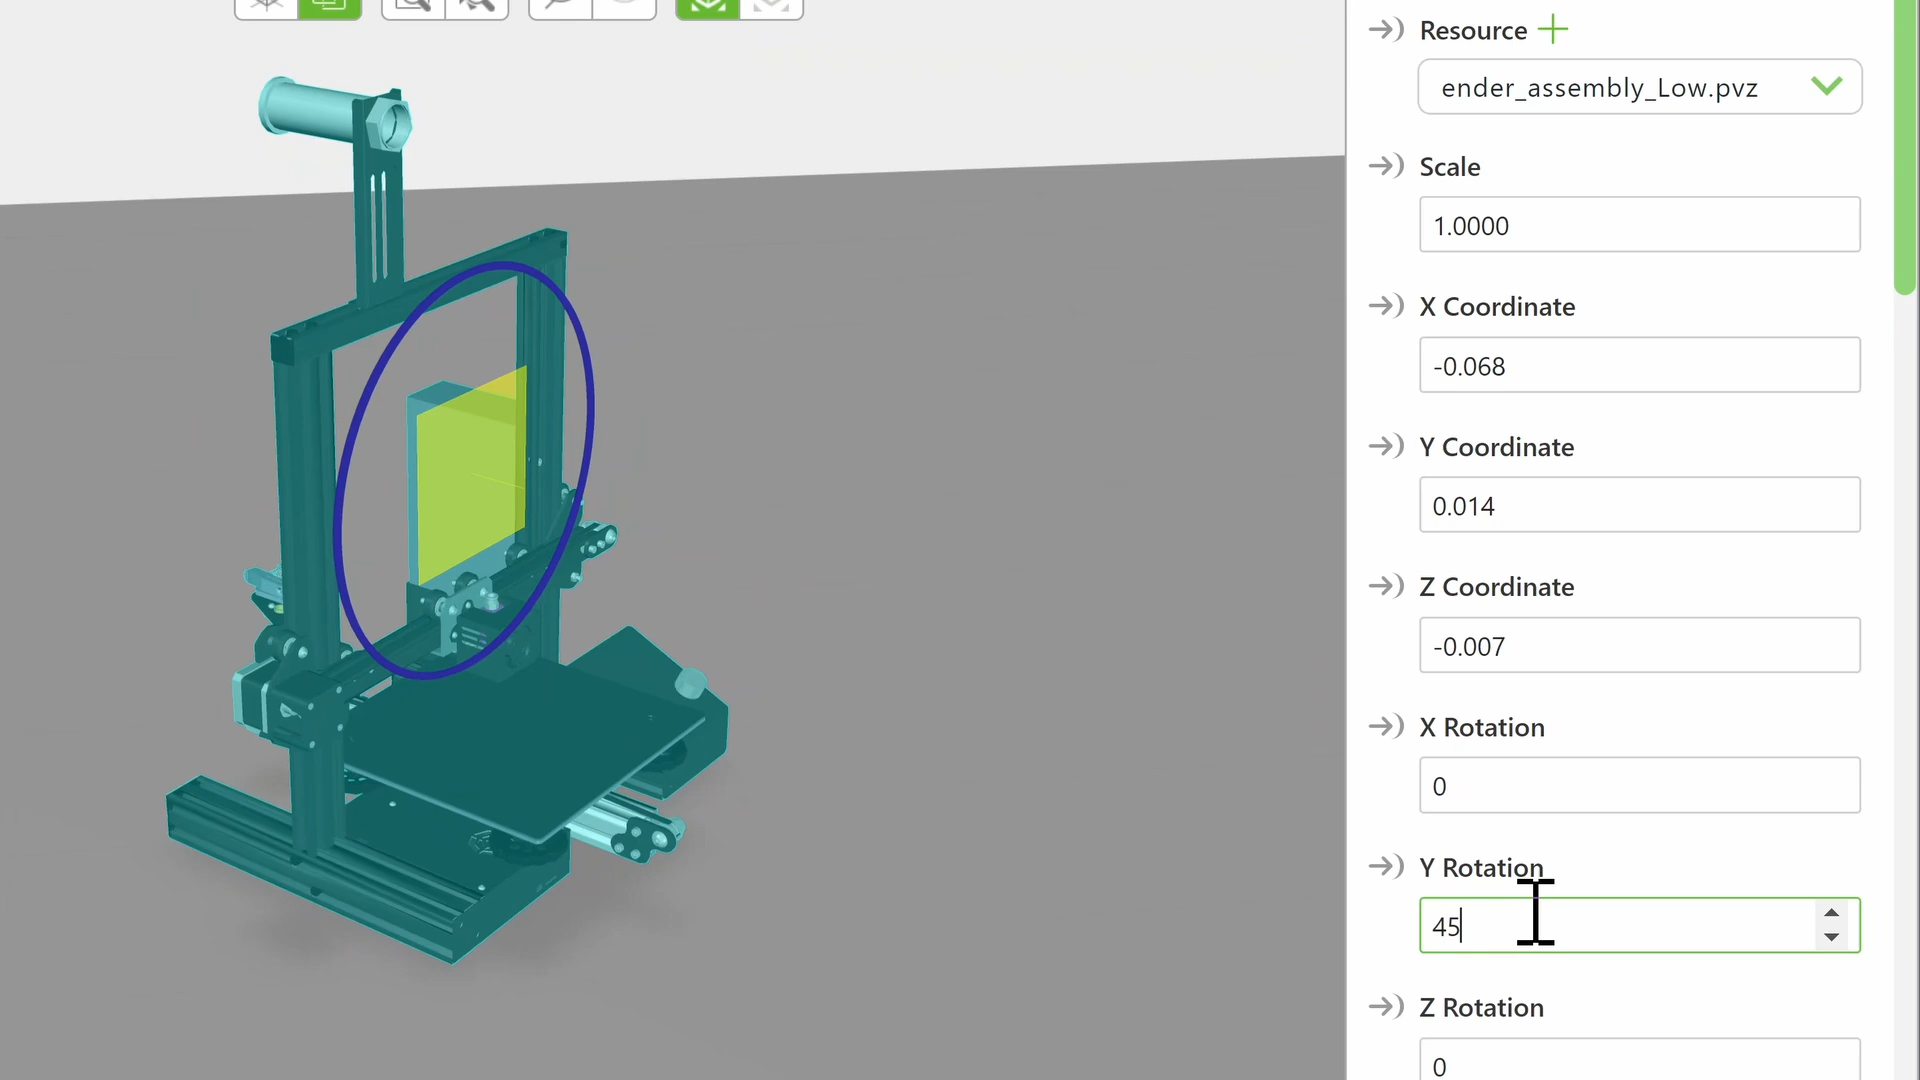 Resource
ender_assembly_Low.pvz
Scale
1.0000
X Coordinate
-0.068
Y Coordinate
0.014
Z Coordinate
-0.007
X Rotation
0
Y Rotation
45
Z Rotation
0